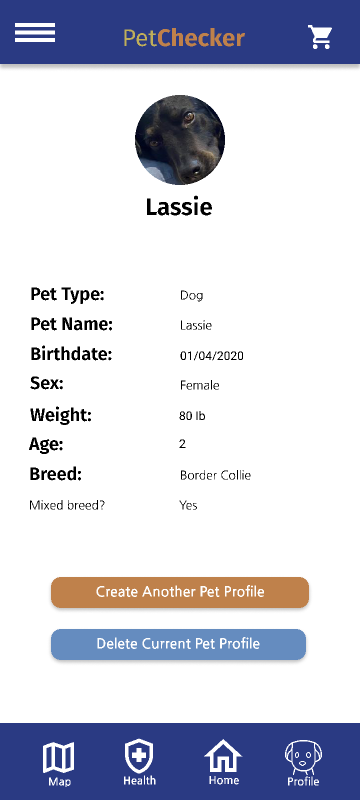 PetChecker
Lassie
Pet Type: Dog
Pet Name: Lassie
Birthdate: 01/04/2020
Sex: Female
Weight: 80 lb
Age: 2
Breed: Border Collie
Mixed breed? Yes
Create Another Pet Profile
Delete Current Pet Profile
Map Health Home Profile